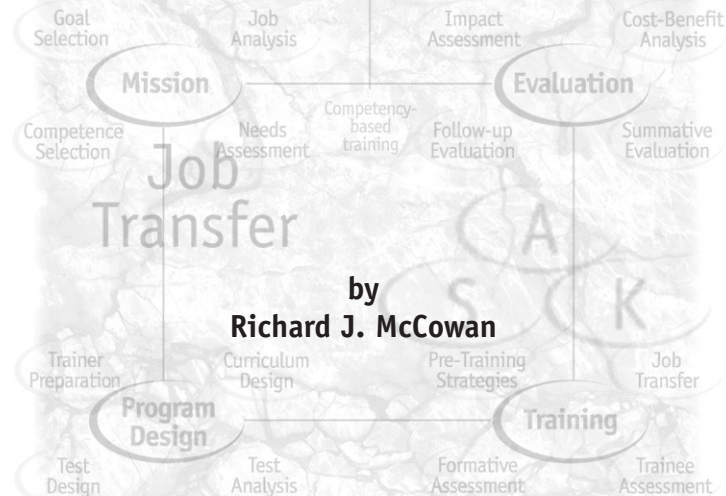 Goal
Selection
Job
Analysis
Impact
Assessment
Cost-Benefit
Analysis
Mission
Evaluation
Competence
Selection
Needs
Assessment
Competency-
based
training
Follow-up
Evaluation
Summative
Evaluation
Job
Transfer
A
S
K
by
Richard J. McCowan
Trainer
Preparation
Curriculum
Design
Pre-Training
Strategies
Job
Transfer
Program
Design
Training
Test
Design
Test
Analysis
Formative
Assessment
Trainee
Assessment